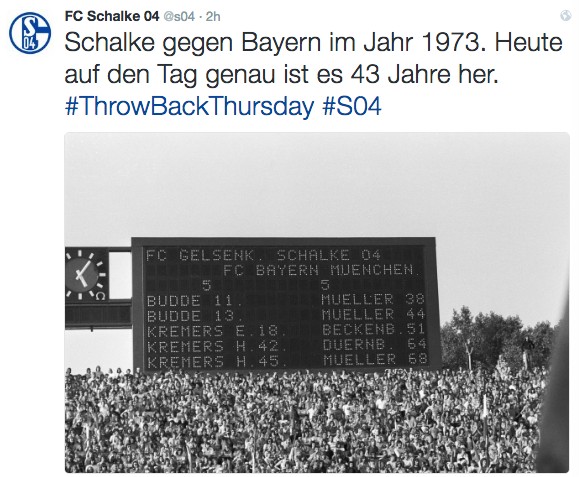 FC Schalke 04 @s04 · 2h
Schalke gegen Bayern im Jahr 1973. Heute
auf den Tag genau ist es 43 Jahre her.
#ThrowBackThursday #S04
S
04
FC GELSENK. SCHALKE 04
FC BAYERN MUENCHEN.
5 5
BUDDE 11. MUELLER 38
BUDDE 13. MUELLER 44
KREMERS E.18. BECKENB.51
KREMERS H.42. DUERNB. 64
KREMERS H.45. MUELLER 68